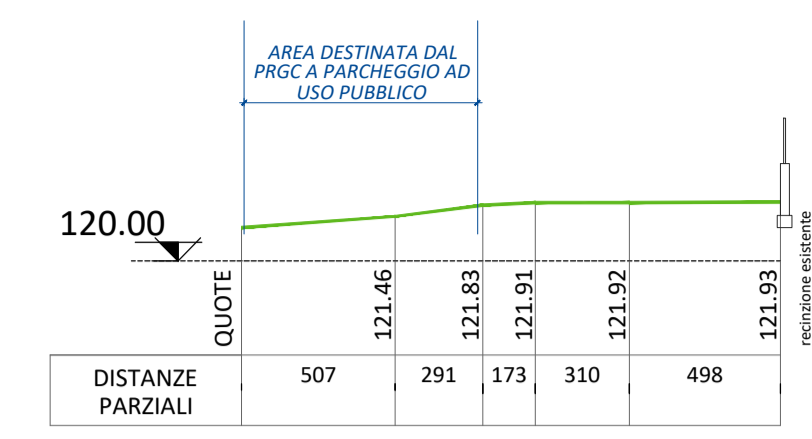 AREA DESTINATA DAL
PRGC A PARCHEGGIO AD
USO PUBBLICO
120.00
QUOTE
121.46
121.83
121.91
121.92
121.93
recinzione esistente
DISTANZE
PARZIALI
507
291
173
310
498